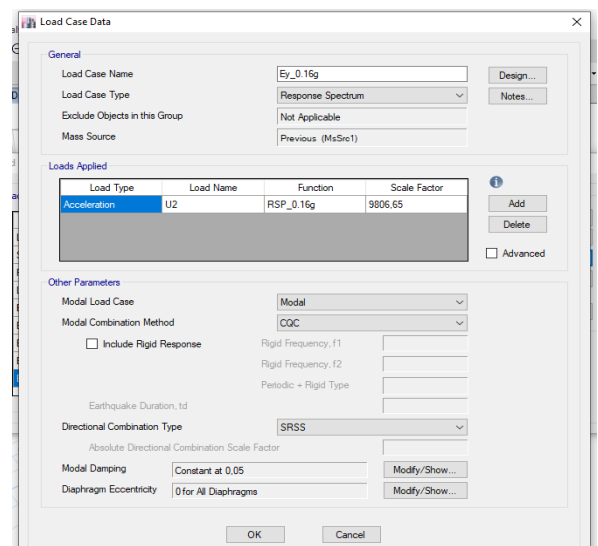 Load Case Data
General
Load Case Name Ey_0.16g Design...
Load Case Type Response Spectrum Notes...
Exclude Objects in this Group Not Applicable
Mass Source Previous (MsSrc1)
Loads Applied
Load Type Load Name Function Scale Factor
Acceleration U2 RSP_0.16g 9806,65
Add
Delete
Advanced
Other Parameters
Modal Load Case Modal
Modal Combination Method CQC
Include Rigid Response Rigid Frequency, f1
Rigid Frequency, f2
Periodic + Rigid Type
Earthquake Duration, td
Directional Combination Type SRSS
Absolute Directional Combination Scale Factor
Modal Damping Constant at 0,05 Modify/Show...
Diaphragm Eccentricity 0 for All Diaphragms Modify/Show...
OK Cancel